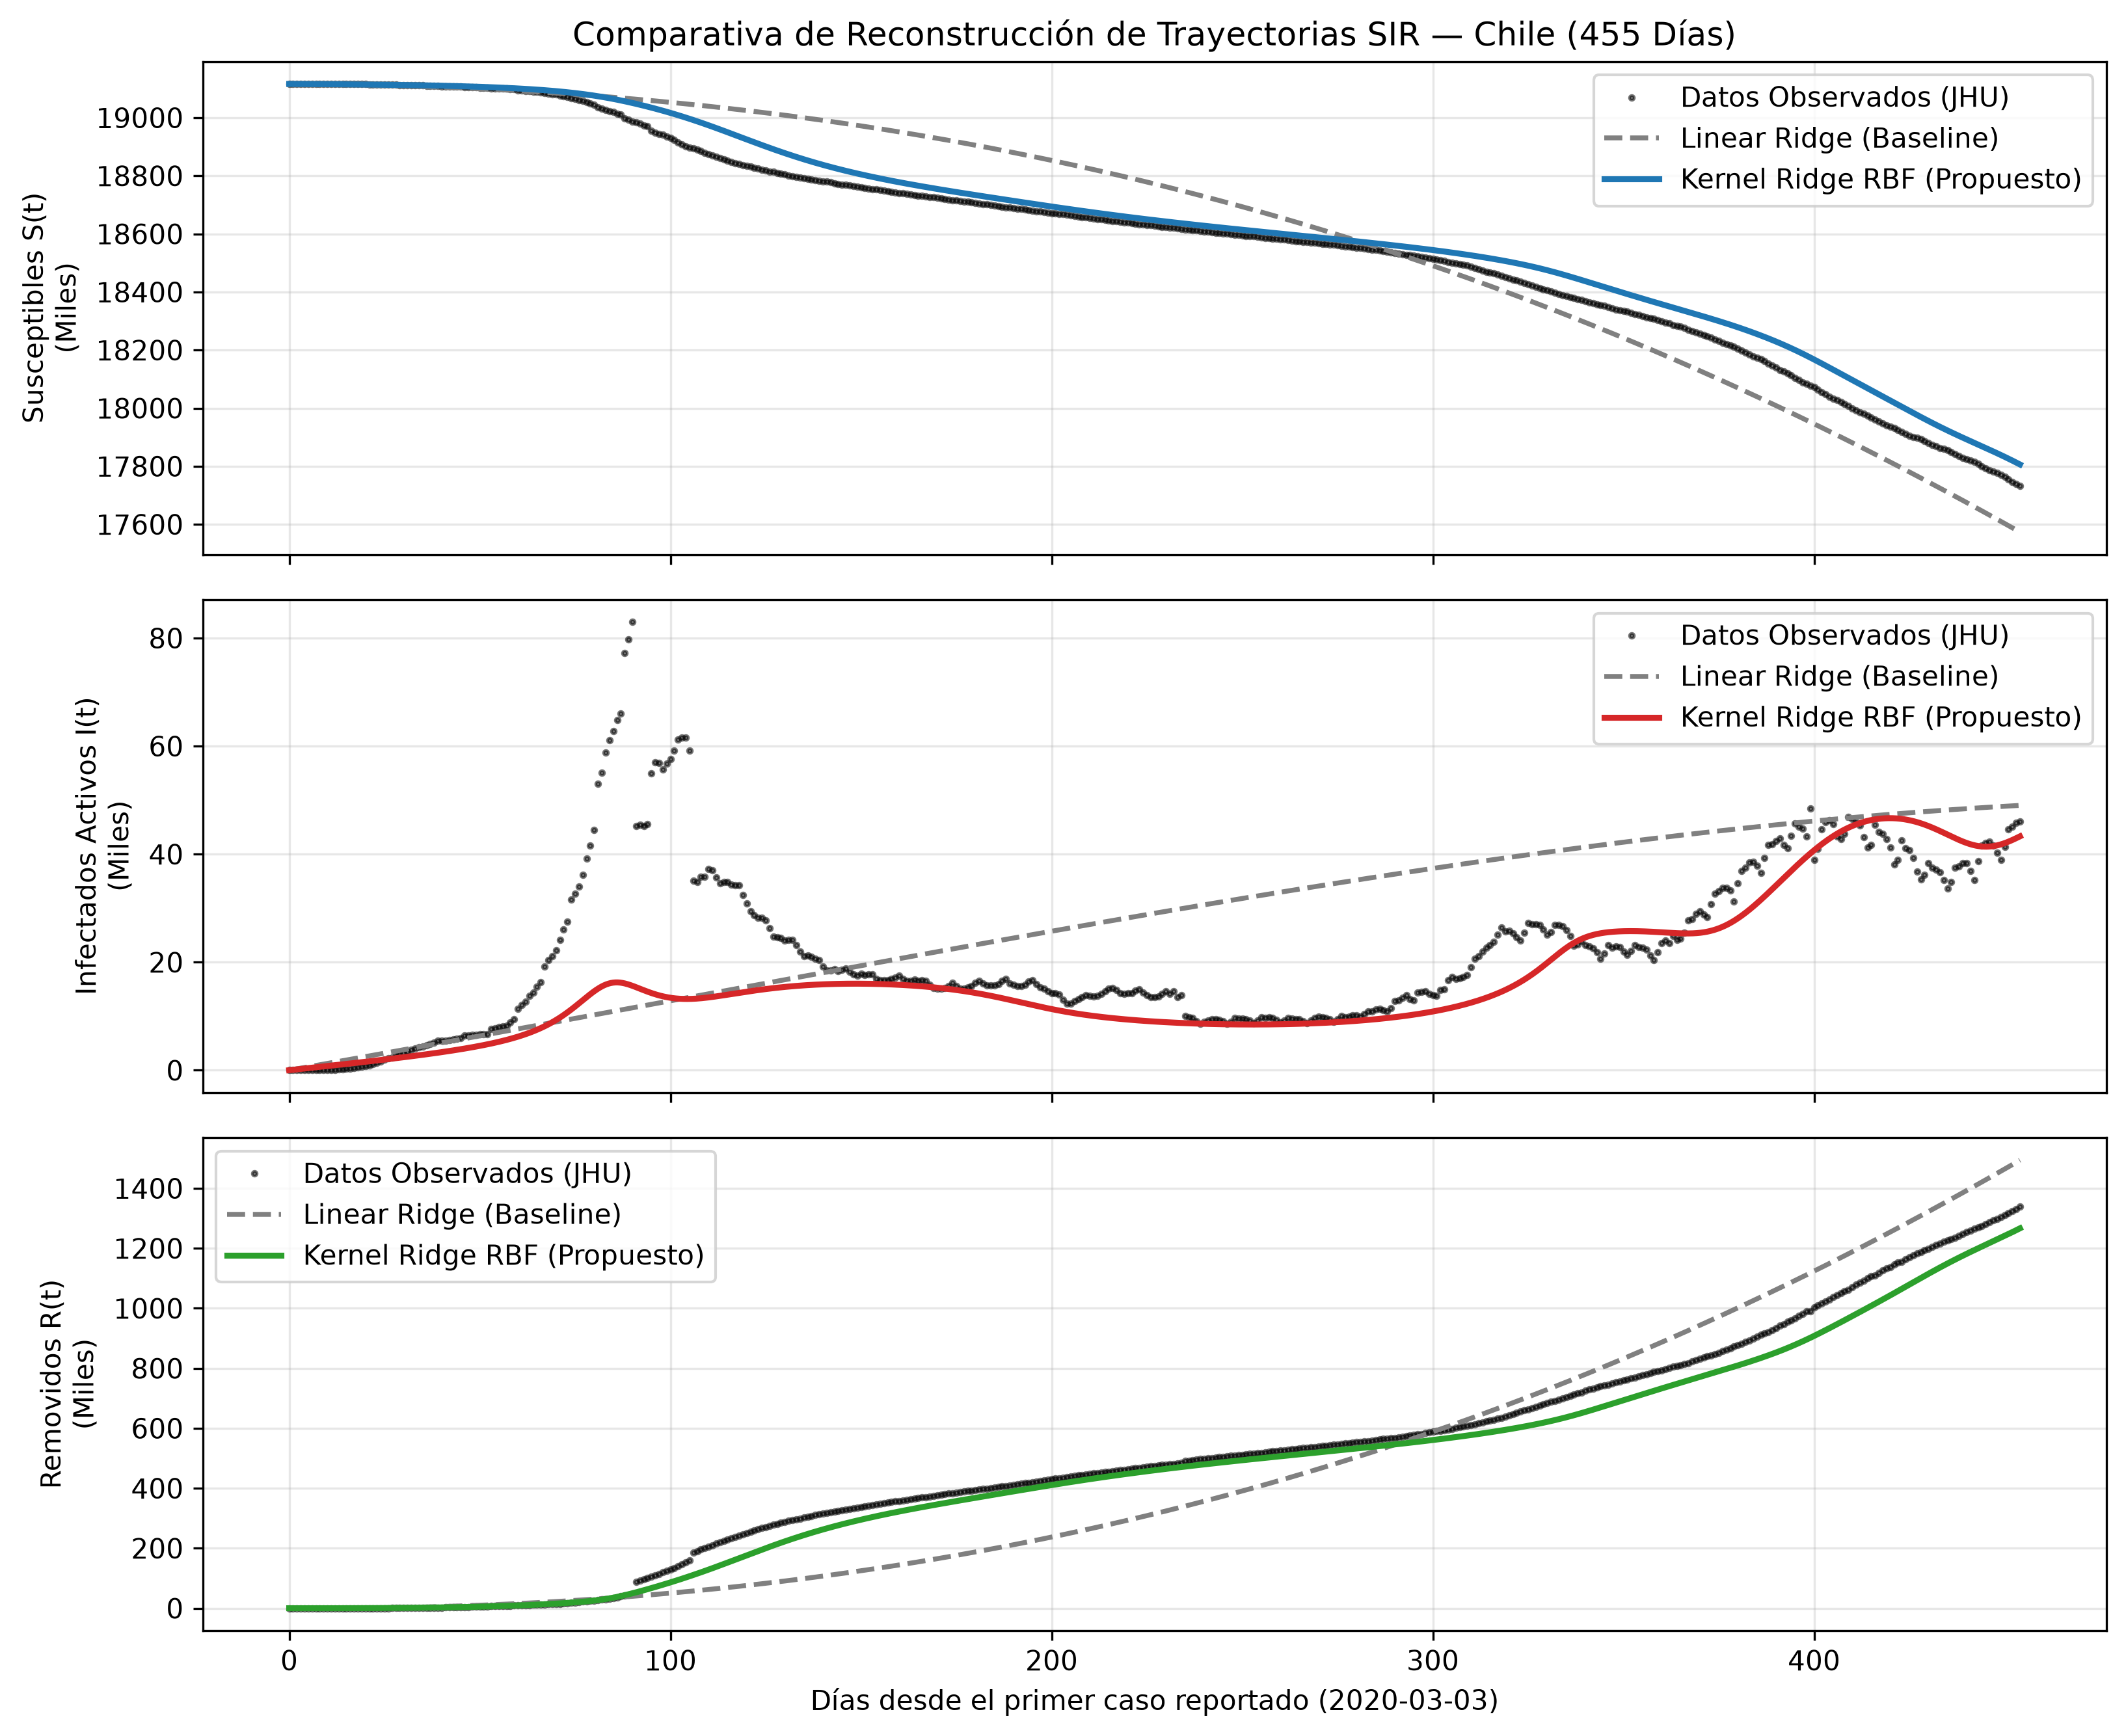 Comparativa de Reconstrucción de Trayectorias SIR — Chile (455 Días)
Susceptibles S(t)
(Miles)
19000
18800
18600
18400
18200
18000
17800
17600
Datos Observados (JHU)
Linear Ridge (Baseline)
Kernel Ridge RBF (Propuesto)
Infectados Activos I(t)
(Miles)
80
60
40
20
0
Datos Observados (JHU)
Linear Ridge (Baseline)
Kernel Ridge RBF (Propuesto)
Removidos R(t)
(Miles)
1400
1200
1000
800
600
400
200
0
Datos Observados (JHU)
Linear Ridge (Baseline)
Kernel Ridge RBF (Propuesto)
0
100
200
300
400
Días desde el primer caso reportado (2020-03-03)